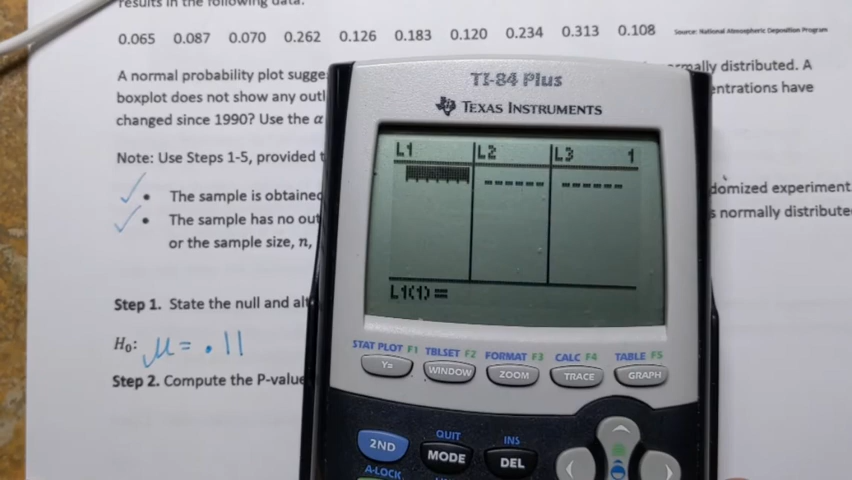 results in the following data.
0.065 0.087 0.070 0.262 0.126 0.183 0.120 0.234 0.313 0.108 Source: National Atmospheric Deposition Program
A normal probability plot sugge
distributed. A
boxplot does not show any outl
entrations have
changed since 1990? Use the α
Note: Use Steps 1-5, provided t
• The sample is obtained
domized experiment.
• The sample has no out
s normally distribute
or the sample size, n,
Step 1. State the null and alt
H₀: μ = .11
Step 2. Compute the P-value
TI-84 Plus
TEXAS INSTRUMENTS
L1 L2 L3 1
L1(1) =
STAT PLOT F1 TBLSET F2 FORMAT F3 CALC F4 TABLE F5
Y= WINDOW ZOOM TRACE GRAPH
QUIT INS
2ND MODE DEL
A-LOCK